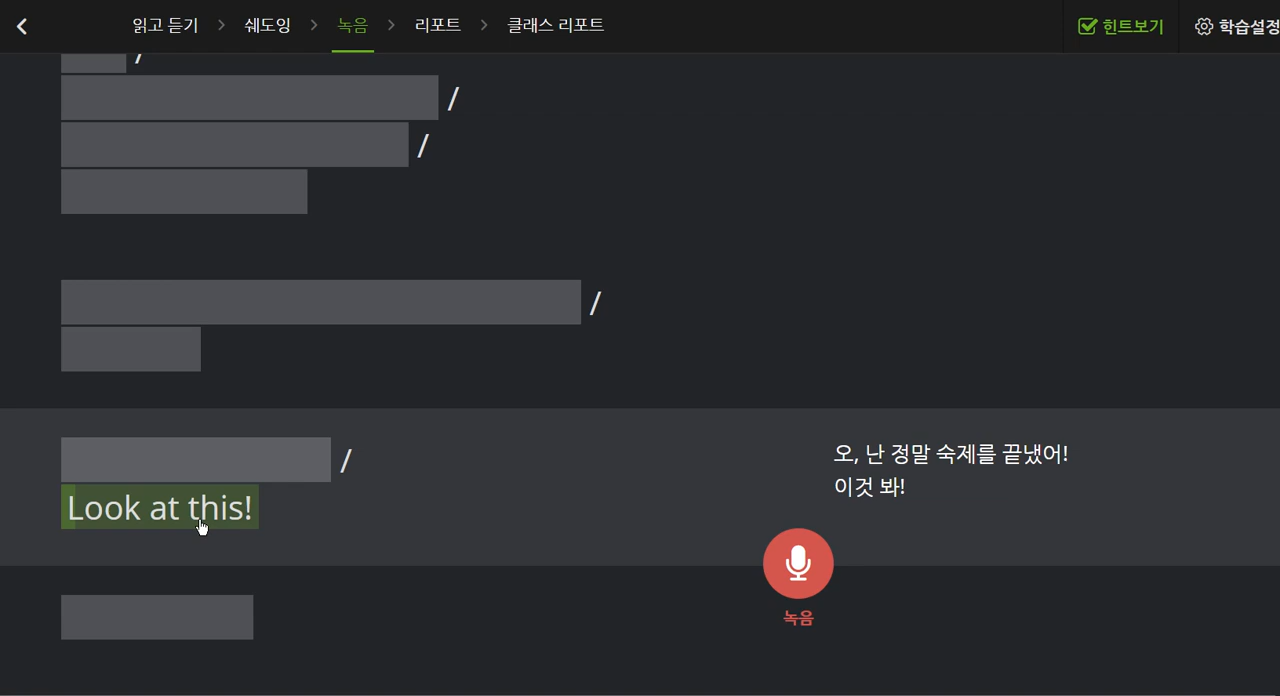 읽고 듣기 > 쉐도잉 > 녹음 > 리포트 > 클래스 리포트
힌트보기
학습설정
/
/
/
/
/
오, 난 정말 숙제를 끝냈어!
이것 봐!
Look at this!
녹음